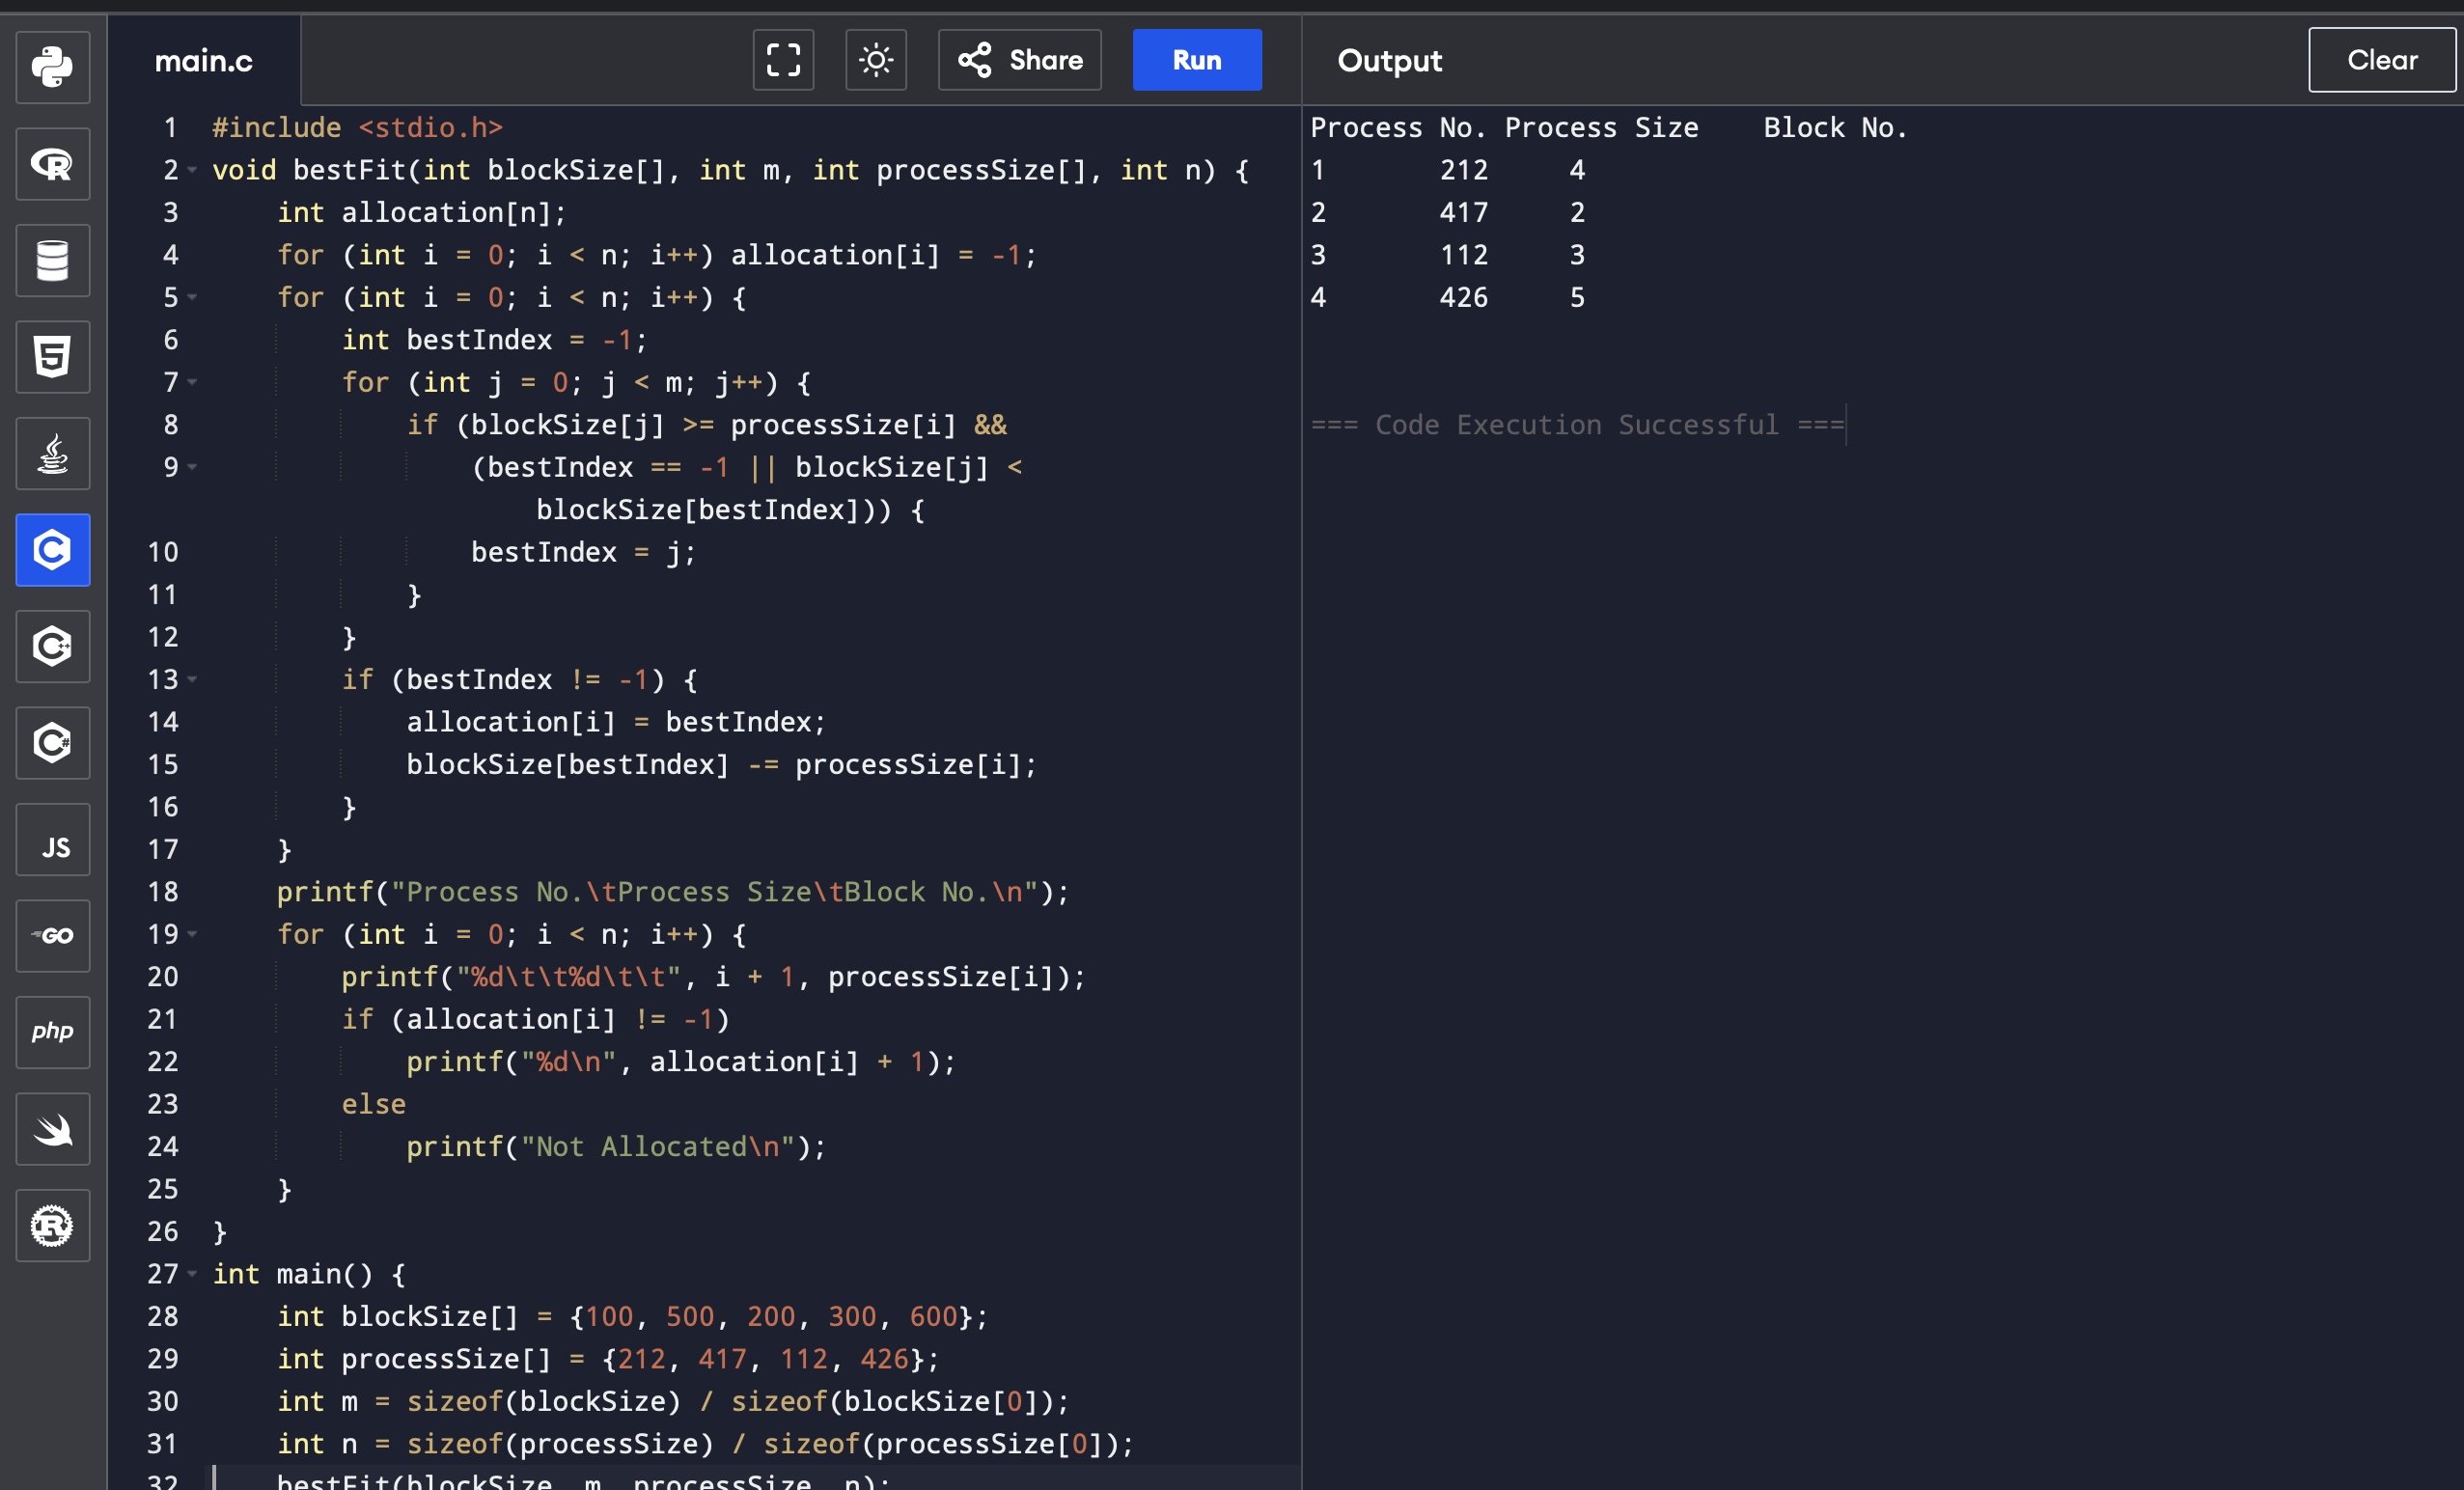 main.c
Share
Run
Output
Clear
1 #include <stdio.h>
2 void bestFit(int blockSize[], int m, int processSize[], int n) {
3     int allocation[n];
4     for (int i = 0; i < n; i++) allocation[i] = -1;
5     for (int i = 0; i < n; i++) {
6         int bestIndex = -1;
7         for (int j = 0; j < m; j++) {
8             if (blockSize[j] >= processSize[i] &&
9                 (bestIndex == -1 || blockSize[j] <
                    blockSize[bestIndex])) {
10                 bestIndex = j;
11             }
12         }
13         if (bestIndex != -1) {
14             allocation[i] = bestIndex;
15             blockSize[bestIndex] -= processSize[i];
16         }
17     }
18     printf("Process No.\tProcess Size\tBlock No.\n");
19     for (int i = 0; i < n; i++) {
20         printf("%d\t\t%d\t\t", i + 1, processSize[i]);
21         if (allocation[i] != -1)
22             printf("%d\n", allocation[i] + 1);
23         else
24             printf("Not Allocated\n");
25     }
26 }
27 int main() {
28     int blockSize[] = {100, 500, 200, 300, 600};
29     int processSize[] = {212, 417, 112, 426};
30     int m = sizeof(blockSize) / sizeof(blockSize[0]);
31     int n = sizeof(processSize) / sizeof(processSize[0]);
32     bestFit(blockSize, m, processSize, n);
Process No. Process Size    Block No.
1       212     4
2       417     2
3       112     3
4       426     5
=== Code Execution Successful ===
R
5
C
C++
C#
JS
GO
php
R